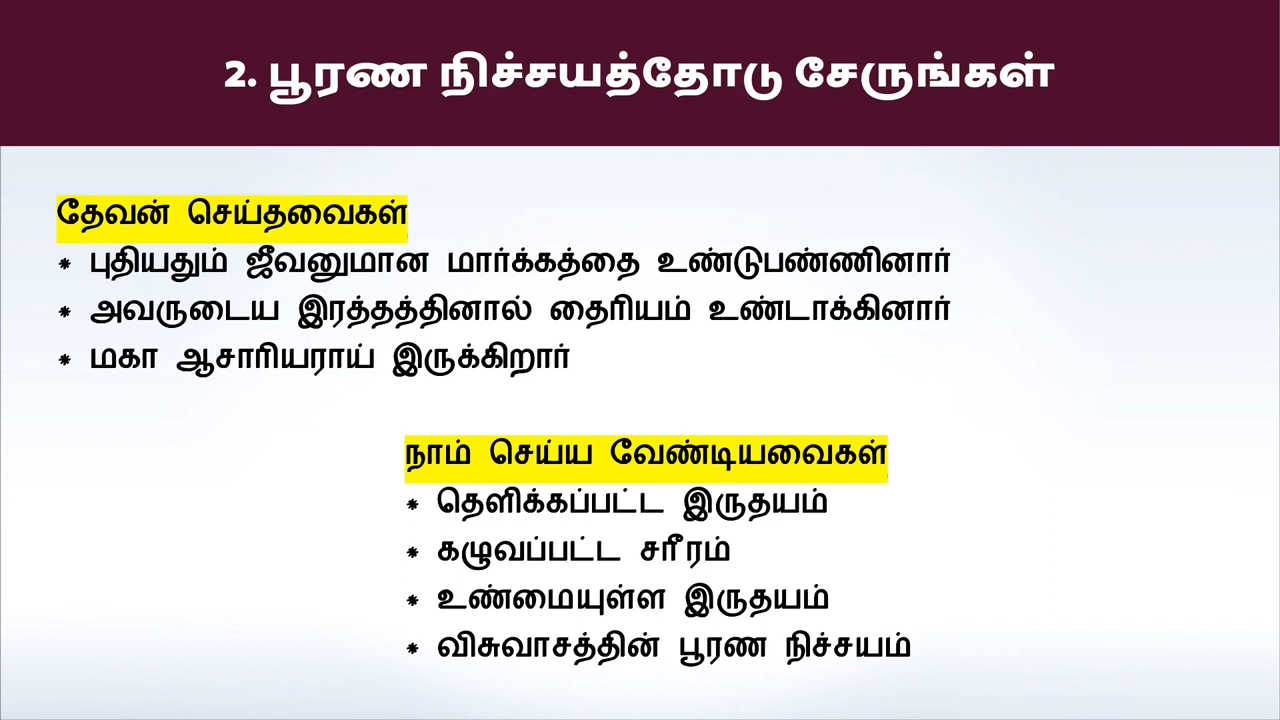 2. பூரண நிச்சயத்தோடு சேருங்கள்
தேவன் செய்தவைகள்
* புதியதும் ஜீவனுமான மார்க்கத்தை உண்டுபண்ணினார்
* அவருடைய இரத்தத்தினால் தைரியம் உண்டாக்கினார்
* மகா ஆசாரியராய் இருக்கிறார்
நாம் செய்ய வேண்டியவைகள்
* தெளிக்கப்பட்ட இருதயம்
* கழுவப்பட்ட சரீரம்
* உண்மையுள்ள இருதயம்
* விசுவாசத்தின் பூரண நிச்சயம்